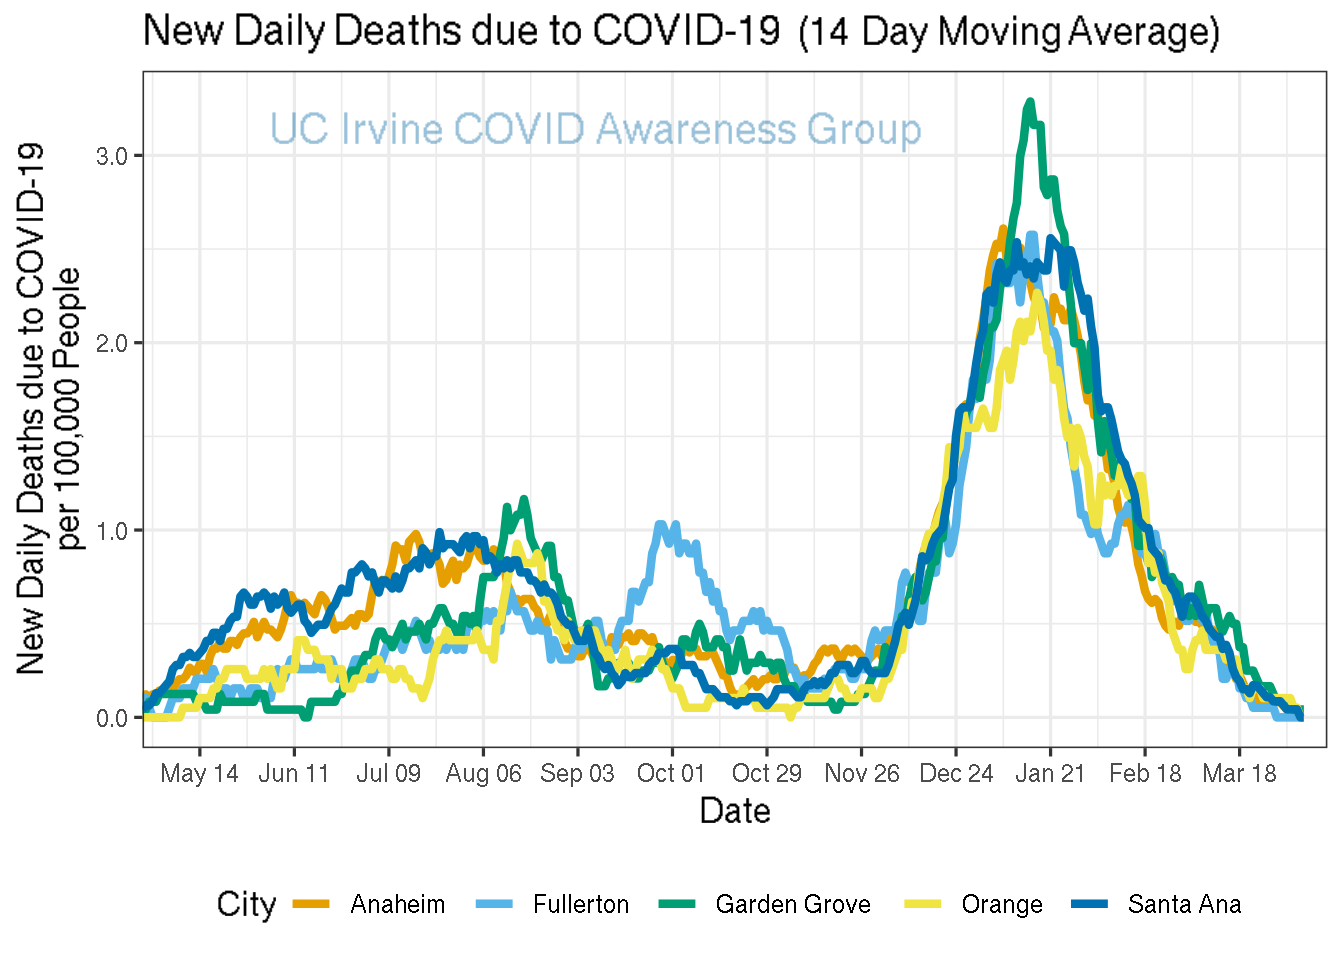 New Daily Deaths due to COVID-19 (14 Day Moving Average)
UC Irvine COVID Awareness Group
New Daily Deaths due to COVID-19
per 100,000 People
3.0
2.0
1.0
0.0
May 14 Jun 11 Jul 09 Aug 06 Sep 03 Oct 01 Oct 29 Nov 26 Dec 24 Jan 21 Feb 18 Mar 18
Date
City Anaheim Fullerton Garden Grove Orange Santa Ana